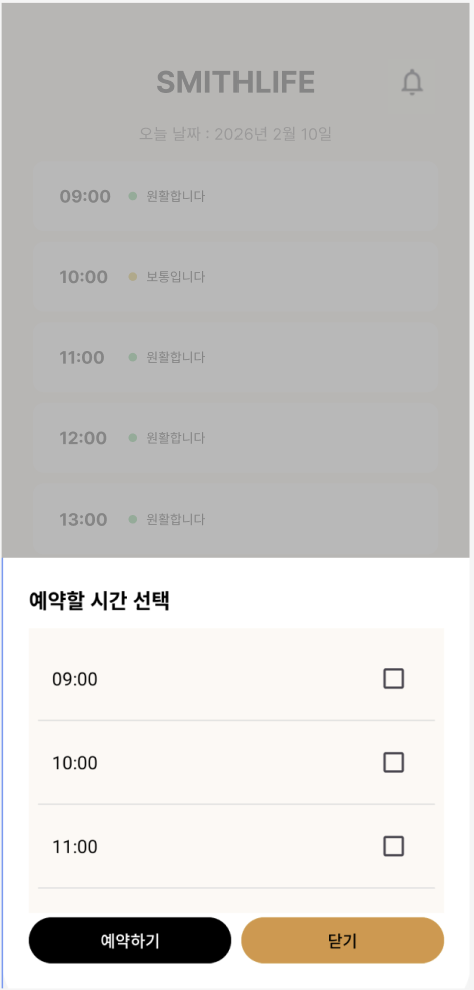 SMITHLIFE
오늘 날짜 : 2026년 2월 10일
09:00 원활합니다
10:00 보통입니다
11:00 원활합니다
12:00 원활합니다
13:00 원활합니다
예약할 시간 선택
09:00
10:00
11:00
예약하기 닫기